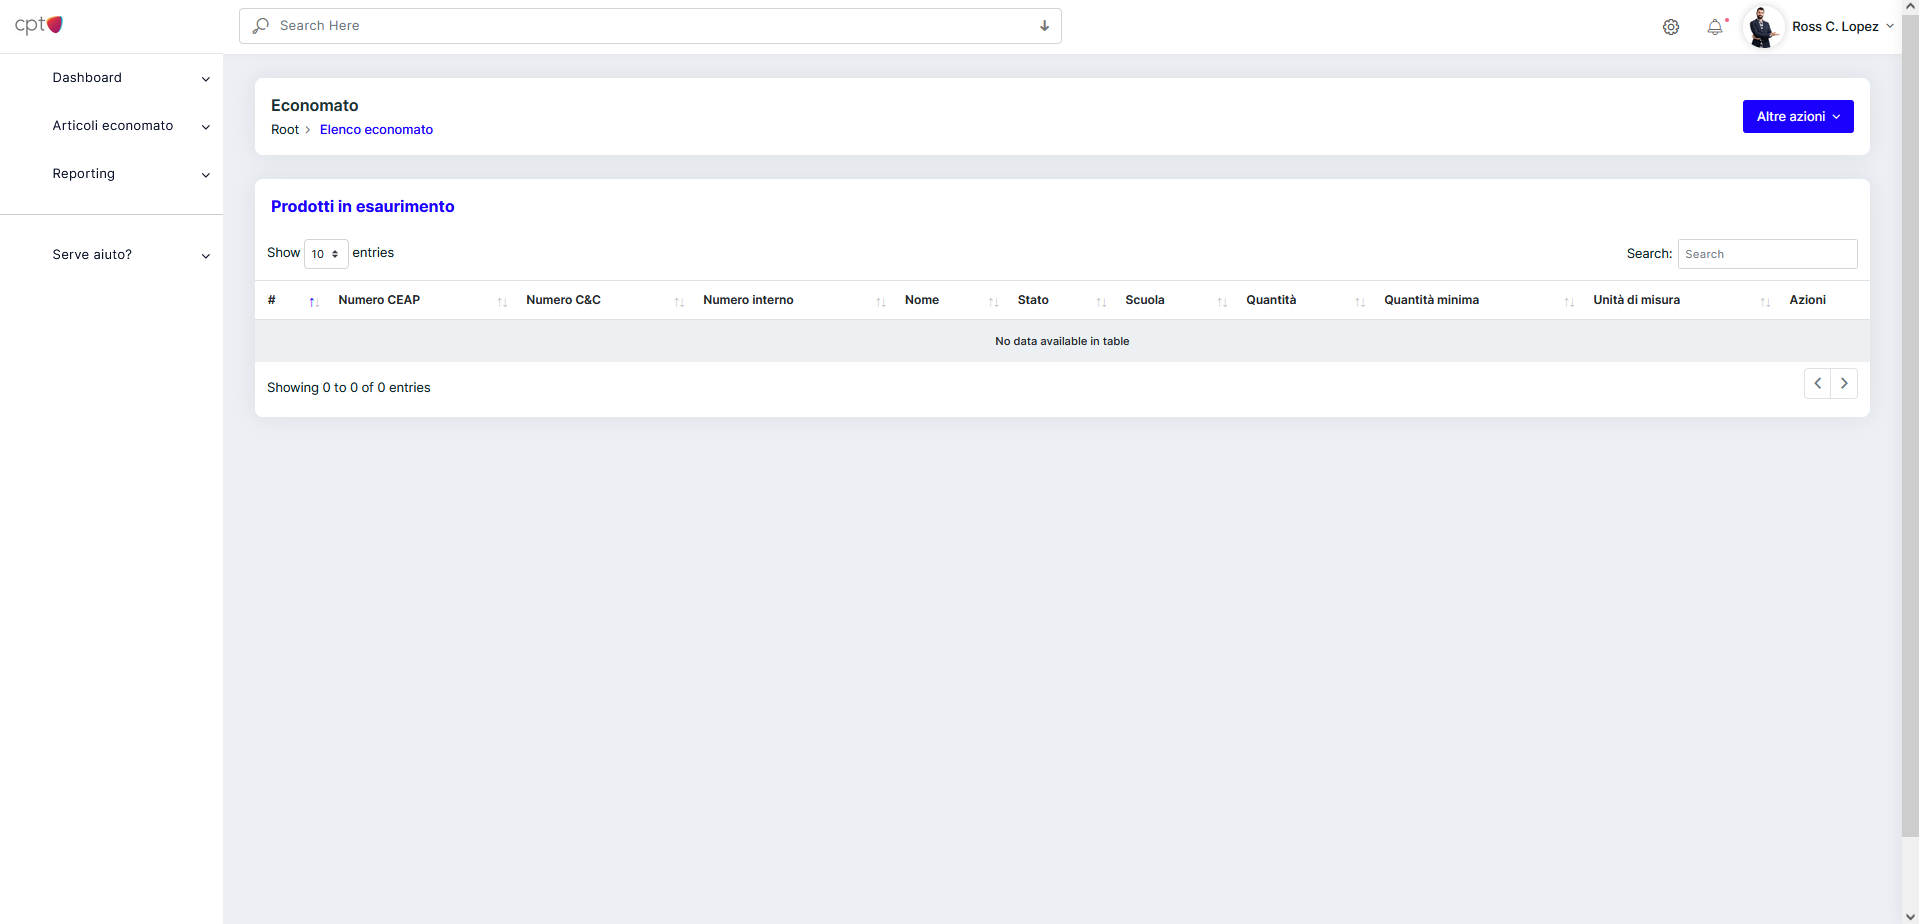 cpt
Search Here
Ross C. Lopez
Dashboard
Articoli economato
Reporting
Serve aiuto?
Economato
Root > Elenco economato
Altre azioni
Prodotti in esaurimento
Show 10 entries
Search: Search
# Numero CEAP Numero C&C Numero interno Nome Stato Scuola Quantità Quantità minima Unità di misura Azioni
No data available in table
Showing 0 to 0 of 0 entries